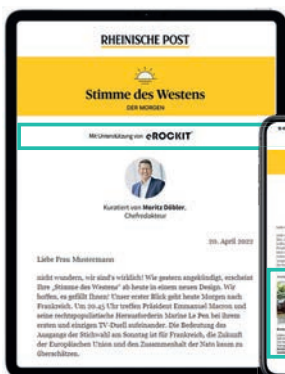 RHEINISCHE POST
Stimme des Westens
DER MORGEN
Mit Unterstützung von eROCKIT
Kuratiert von Moritz Döbler,
Chefredakteur
20. April 2022
Liebe Frau Mustermann
nicht wundern, wir sind's wirklich! Wie gestern angekündigt, erscheint
Ihre „Stimme des Westens“ ab heute in einem neuen Design. Wir
hoffen, es gefällt Ihnen! Unser erster Blick geht heute Morgen nach
Frankreich. Um 20.45 Uhr treffen Präsident Emmanuel Macron und
seine rechtspopulistische Herausforderin Marine Le Pen bei ihrem
ersten und einzigen TV-Duell aufeinander. Die Bedeutung des
Ausgangs der Stichwahl am Sonntag ist für Frankreich, die Zukunft
der Europäischen Union und den Zusammenhalt der Nato kaum zu
überschätzen.